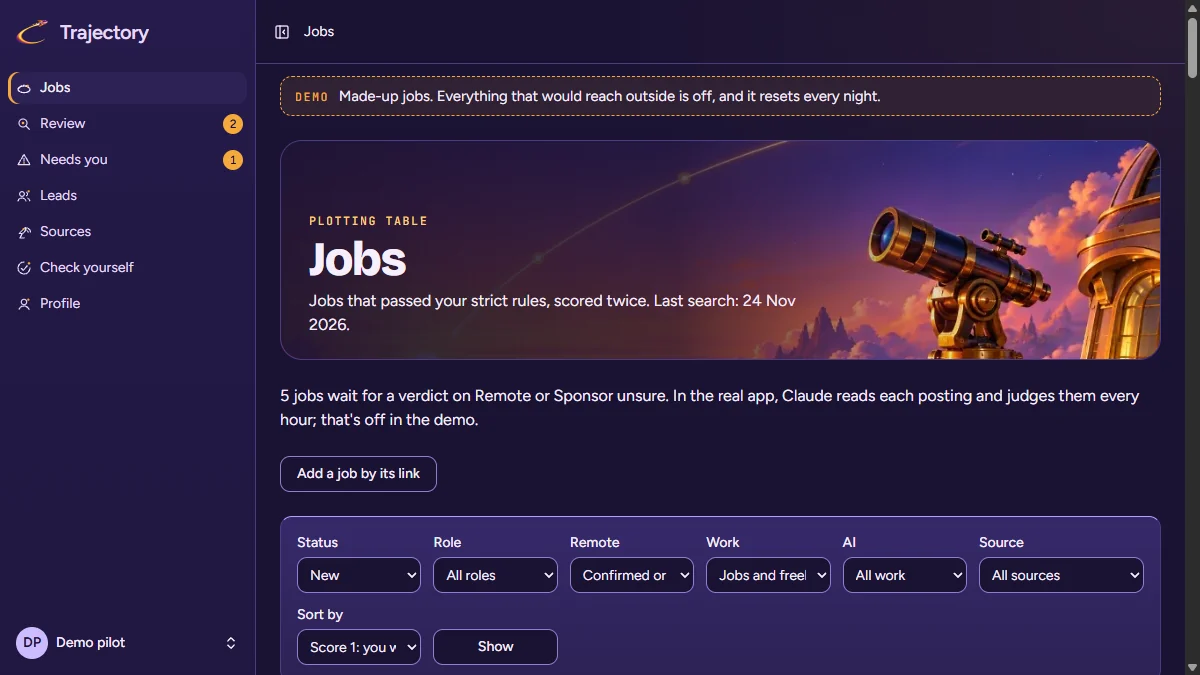 Trajectory
Jobs
Jobs
Review
2
Needs you
1
Leads
Sources
Check yourself
Profile
DP
Demo pilot
DEMO Made-up jobs. Everything that would reach outside is off, and it resets every night.
PLOTTING TABLE
Jobs
Jobs that passed your strict rules, scored twice. Last search: 24 Nov
2026.
5 jobs wait for a verdict on Remote or Sponsor unsure. In the real app, Claude reads each posting and judges them every
hour; that's off in the demo.
Add a job by its link
Status Role Remote Work AI Source
New All roles Confirmed or Jobs and free All work All sources
Sort by
Score 1: you Show